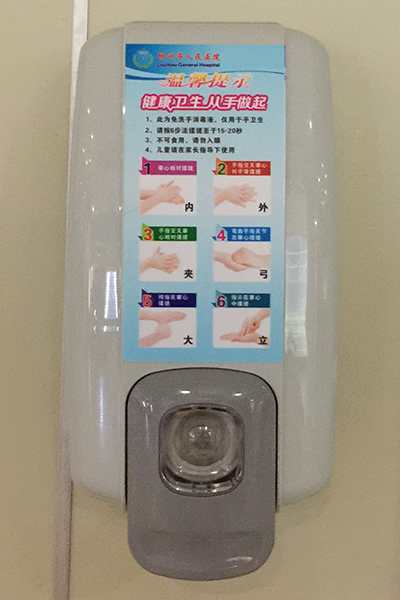 柳州市人民医院
Liuzhou General Hospital
温馨提示
健康卫生 从手做起
1、此为免洗手消毒液，仅用于手卫生
2、请按6步法揉搓至于15-20秒
3、不可食用，请勿入眼
4、儿童请在家长指导下使用
1 掌心相对揉搓
内
2 手指交叉掌心对手背揉搓
外
3 手指交叉掌心相对揉搓
夹
4 弯曲手指关节在掌心揉搓
弓
5 拇指在掌心揉搓
大
6 指尖在掌心中揉搓
立